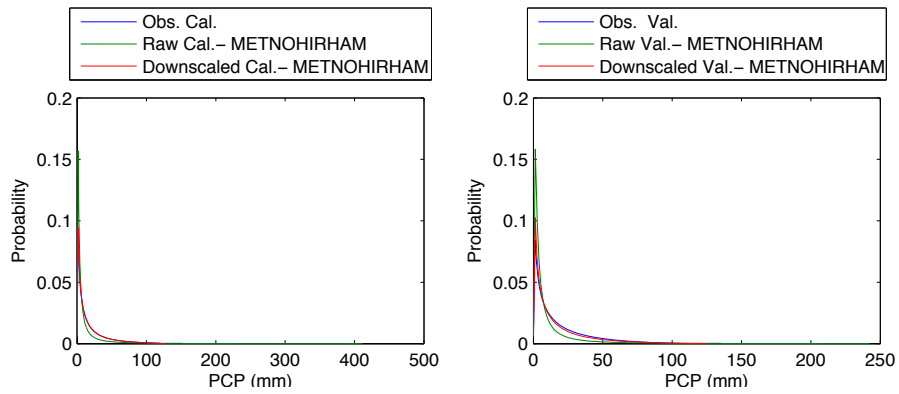 Obs. Cal.
Raw Cal.− METNOHIRHAM
Downscaled Cal.− METNOHIRHAM
0.2
0.15
0.1
0.05
0
0 100 200 300 400 500
Probability
PCP (mm)
Obs. Val.
Raw Val.− METNOHIRHAM
Downscaled Val.− METNOHIRHAM
0.2
0.15
0.1
0.05
0
0 50 100 150 200 250
Probability
PCP (mm)